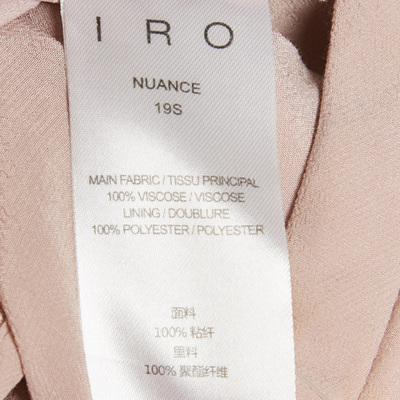 IRO
NUANCE
19S
MAIN FABRIC / TISSU PRINCIPAL
100% VISCOSE / VISCOSE
LINING / DOUBLURE
100% POLYESTER / POLYESTER
面料
100% 粘纤
里料
100% 聚酯纤维